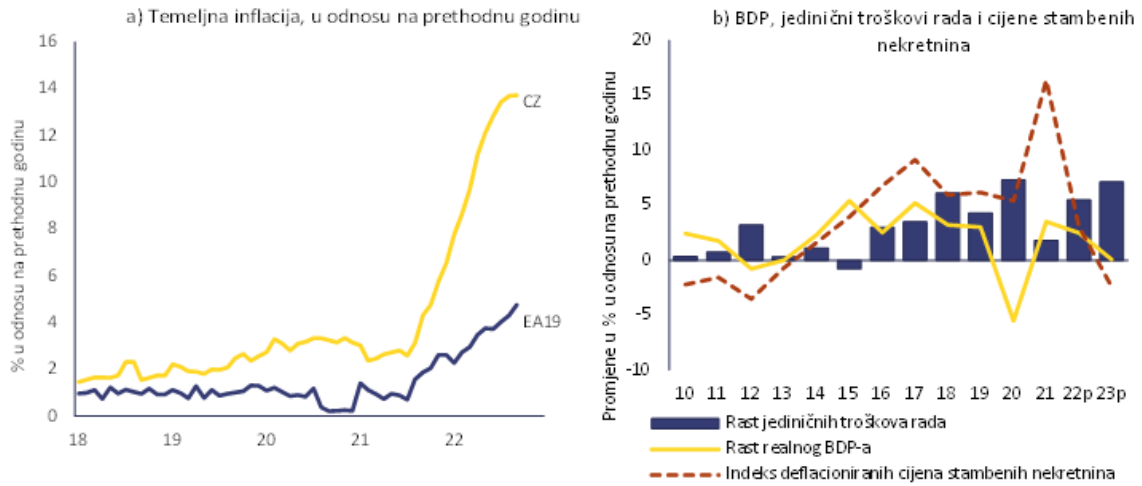 a) Temeljna inflacija, u odnosu na prethodnu godinu
% u odnosu na prethodnu godinu
16
14
12
10
8
6
4
2
0
18 19 20 21 22
CZ
EA19
b) BDP, jedinični troškovi rada i cijene stambenih
nekretnina
Promjene u % u odnosu na prethodnu godinu
20
15
10
5
0
-5
-10
10 11 12 13 14 15 16 17 18 19 20 21 22p 23p
Rast jediničnih troškova rada
Rast realnog BDP-a
Indeks deflacioniranih cijena stambenih nekretnina